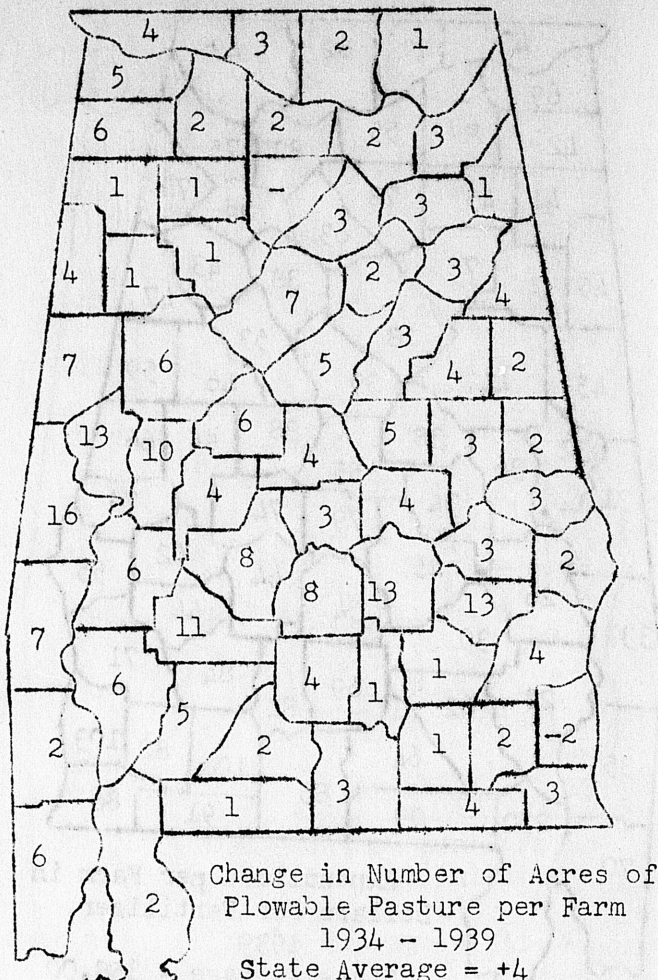 4 3 2 1
5
6 2 2 2 3
1 1 - 3 3 1
4 1 1 7 2 3 4
7 6 5 3 4 2
13 10 6 4 5 3 2
16 4 3 4 3
6 8 8 13 3 2
13
7 11 4
6 5 4 1 1
2 2 1 2 -2
1 3 4 3
6 2
Change in Number of Acres of
Plowable Pasture per Farm
1934 - 1939
State Average = +4